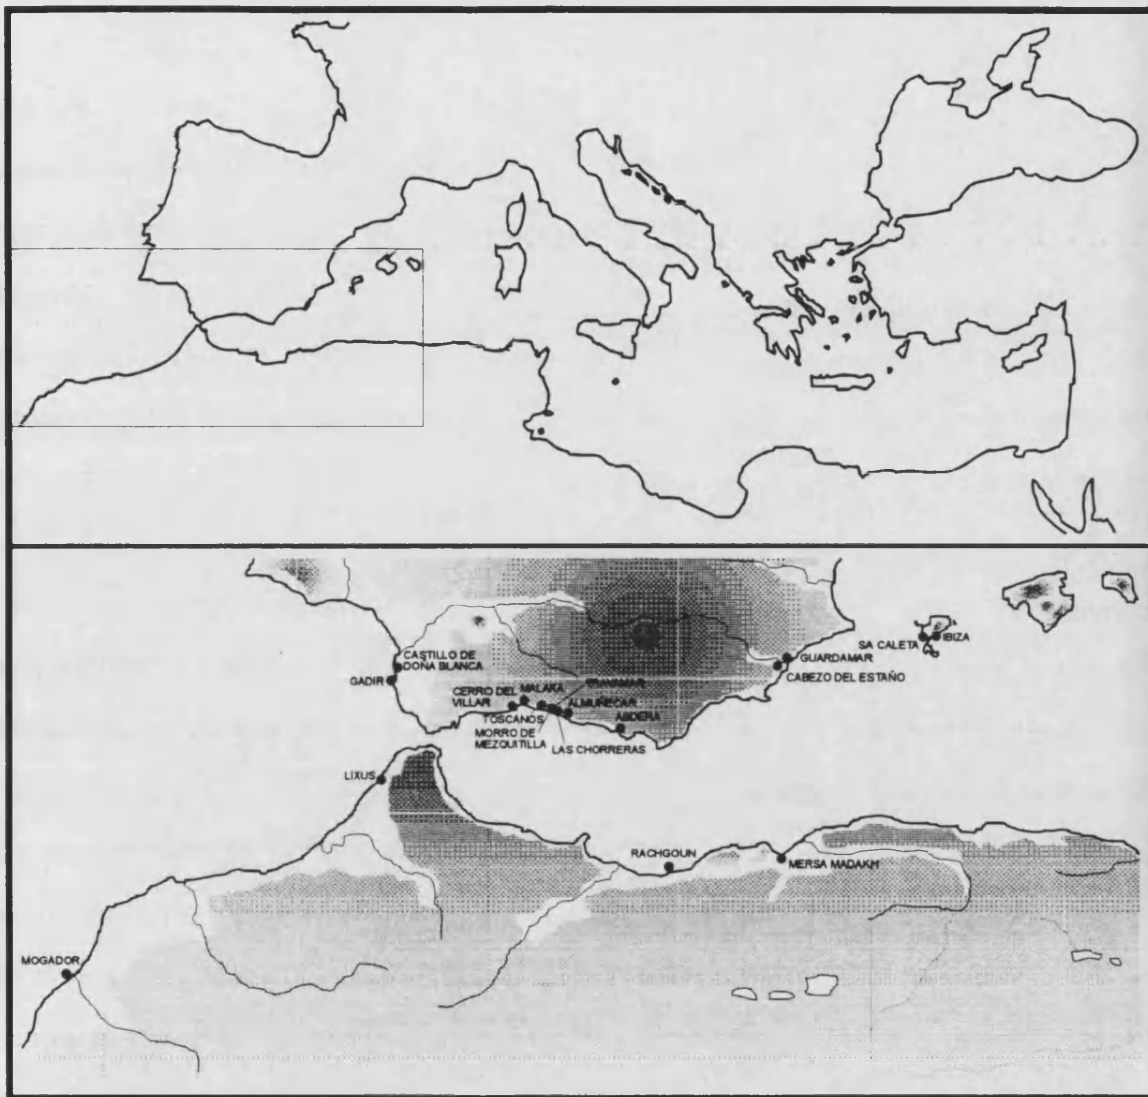 SA CALETA
IBIZA
GUARDAMAR
CABEZO DEL ESTAÑO
CASTILLO DE
DOÑA BLANCA
GADIR
CERRO DEL
VILLAR
MALAKA
TRAYAMAR
ALMUÑECAR
ABDERA
TOSCANOS
MORRO DE
MEZQUITILLA
LAS CHORRERAS
LIXUS
RACHGOUN
MERSA MADAKH
MOGADOR